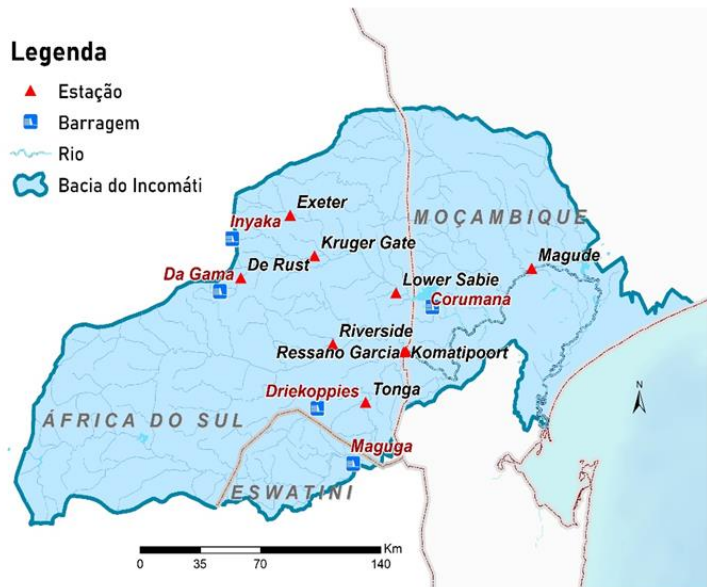 Legenda
Estação
Barragem
Rio
Bacia do Incomáti
Exeter
Inyaka
MOÇAMBIQUE
Kruger Gate
Magude
De Rust
Da Gama
Lower Sabie
Corumana
Riverside
Ressano Garcia Komatipoort
Driekoppies
Tonga
ÁFRICA DO SUL
Maguga
ESWATINI
N
Km
0 35 70 140